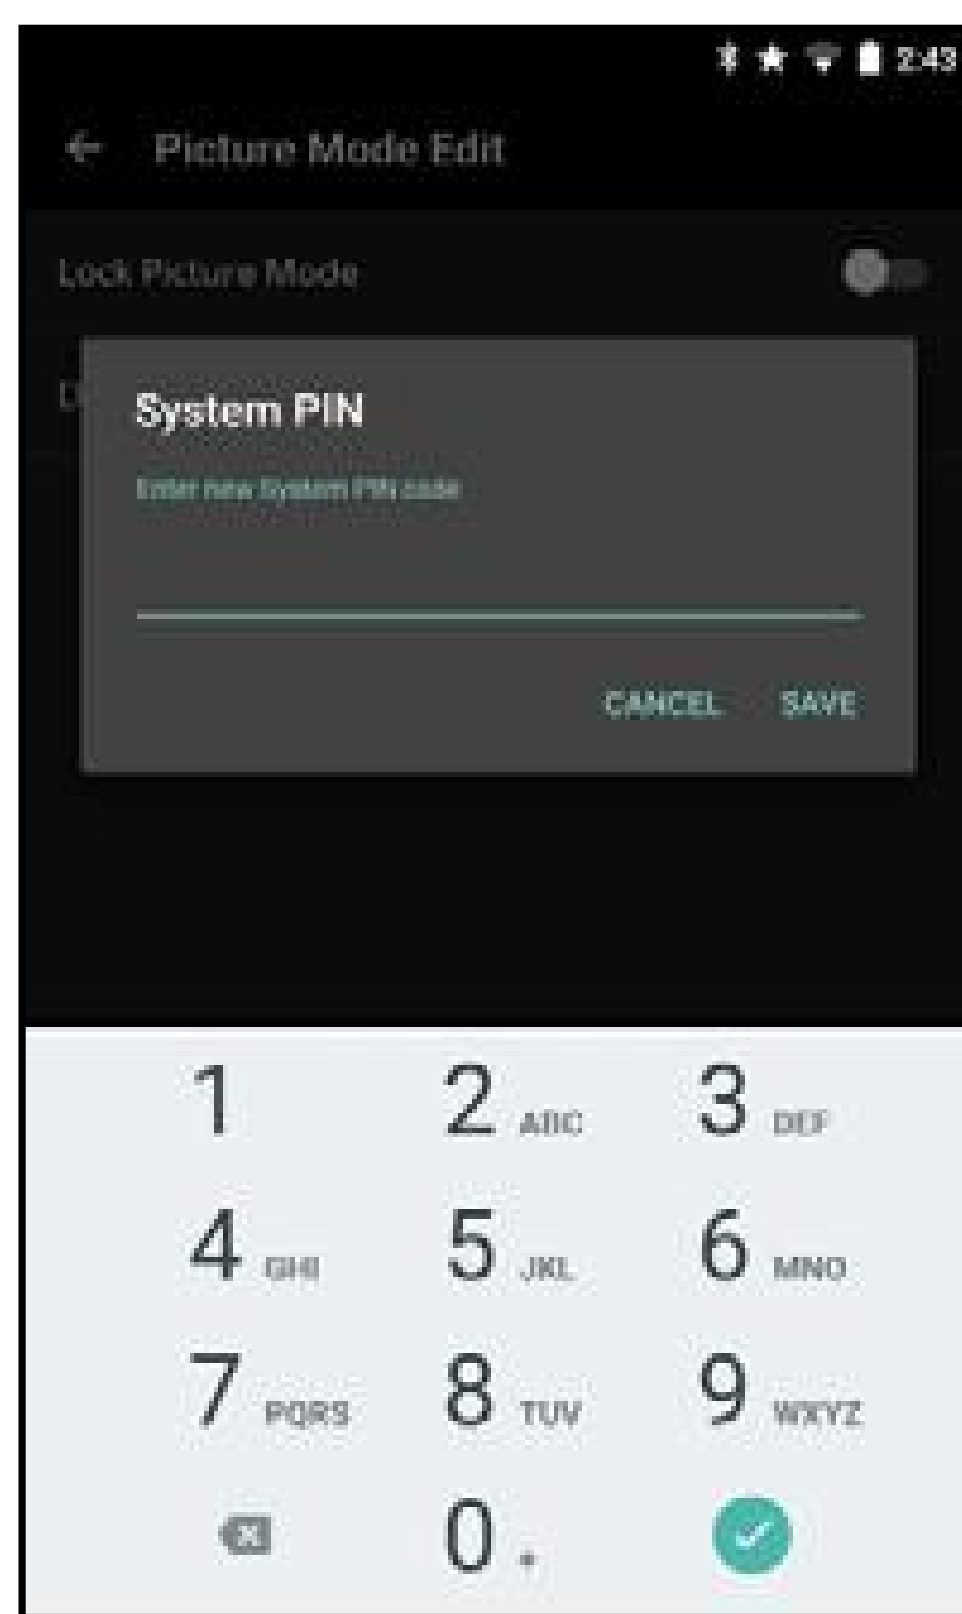 2:43
Picture Mode Edit
Lock Picture Mode
D
System PIN
Enter new System PIN code
CANCEL SAVE
1 2 ABC 3 DEF
4 GHI 5 JKL 6 MNO
7 PQRS 8 TUV 9 WXYZ
0 .